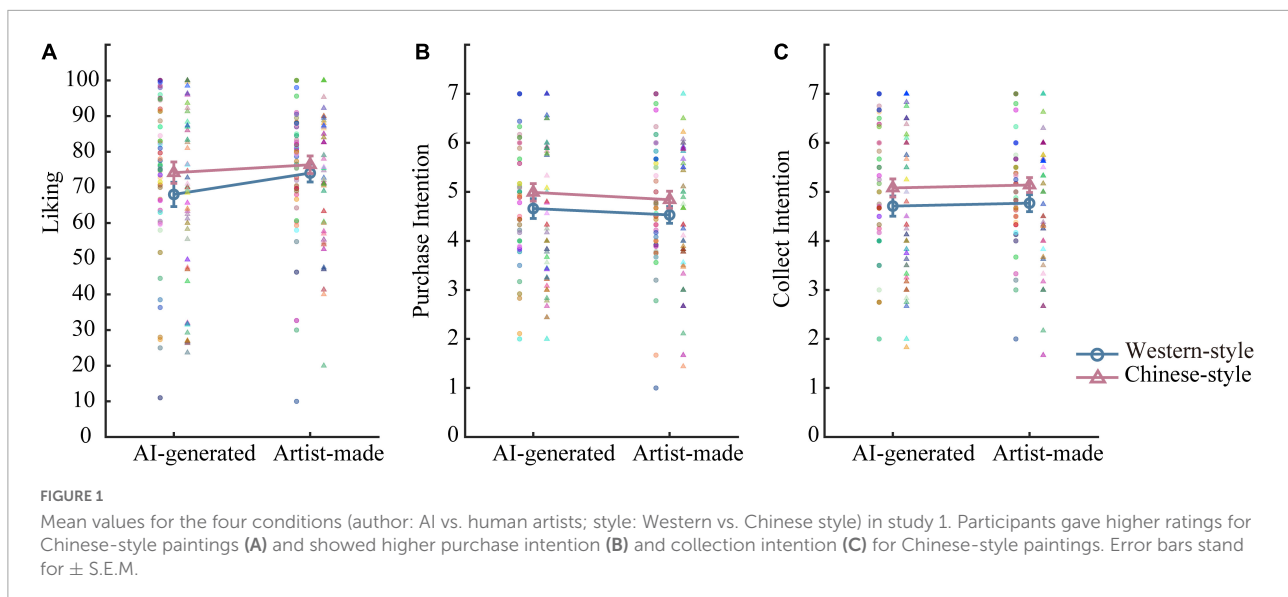 A
Liking
100
90
80
70
60
50
40
30
20
10
0
AI-generated Artist-made
B
Purchase Intention
7
6
5
4
3
2
1
0
AI-generated Artist-made
C
Collect Intention
7
6
5
4
3
2
1
0
AI-generated Artist-made
Western-style
Chinese-style
FIGURE 1
Mean values for the four conditions (author: AI vs. human artists; style: Western vs. Chinese style) in study 1. Participants gave higher ratings for
Chinese-style paintings (A) and showed higher purchase intention (B) and collection intention (C) for Chinese-style paintings. Error bars stand
for ± S.E.M.